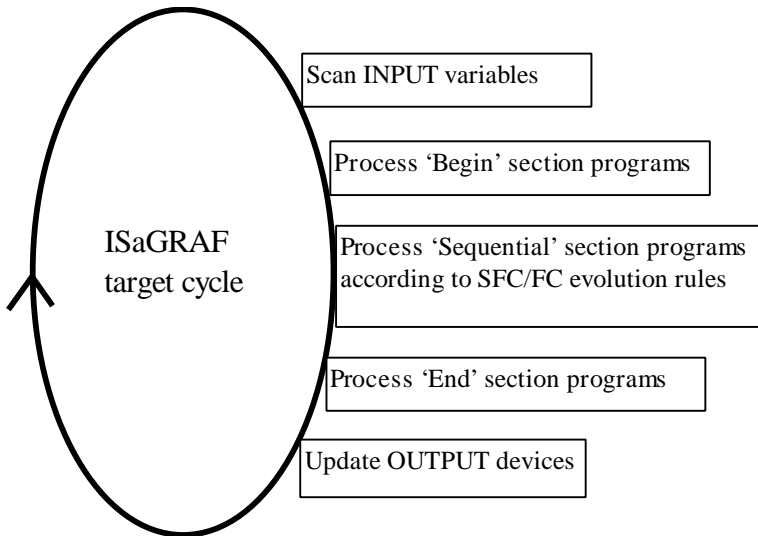 Scan INPUT variables
Process ‘Begin’ section programs
ISaGRAF
target cycle
Process ‘Sequential’ section programs
according to SFC/FC evolution rules
Process ‘End’ section programs
Update OUTPUT devices